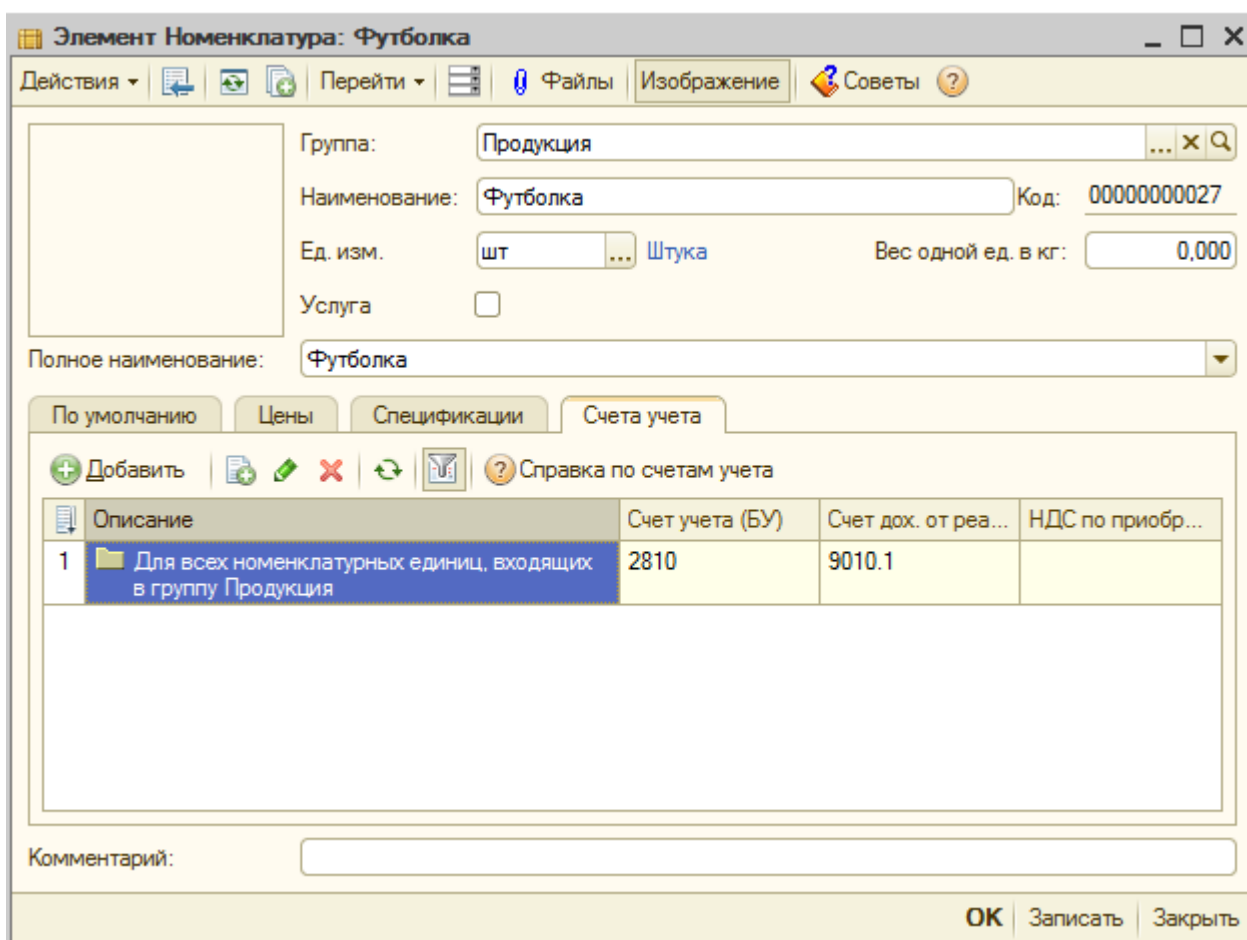 Элемент Номенклатура: Футболка
Действия Перейти Файлы Изображение Советы
Группа: Продукция ...
Наименование: Футболка Код: 00000000027
Ед. изм. шт ... Штука Вес одной ед. в кг: 0,000
Услуга
Полное наименование: Футболка
По умолчанию Цены Спецификации Счета учета
Добавить Справка по счетам учета
Описание Счет учета (БУ) Счет дох. от реа... НДС по приобр...
1 Для всех номенклатурных единиц, входящих 2810 9010.1
в группу Продукция
Комментарий:
OK Записать Закрыть